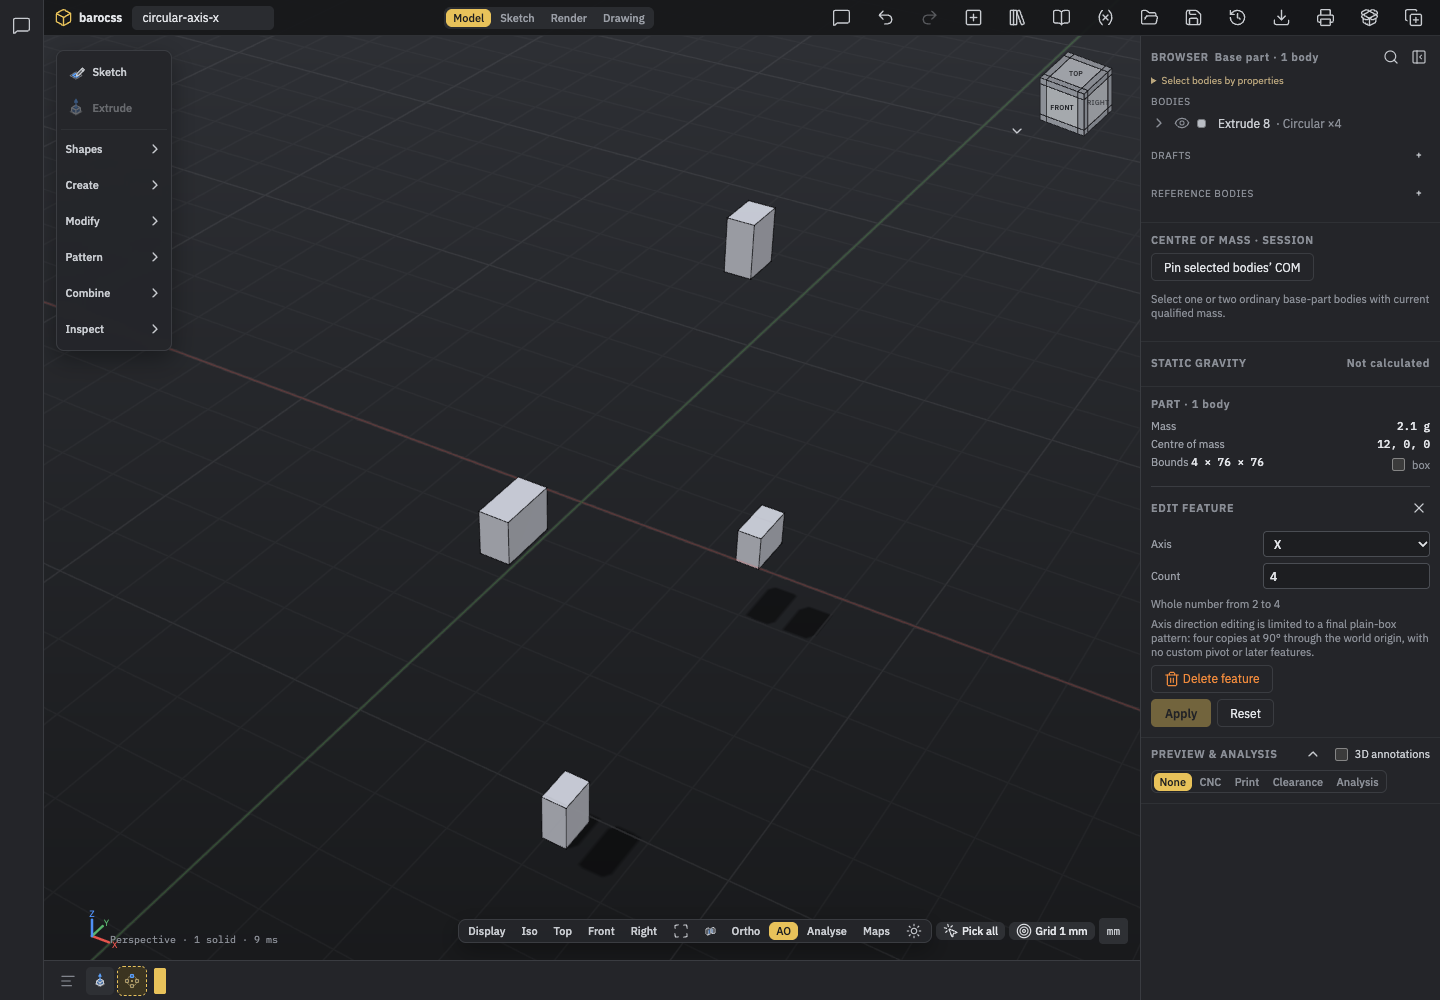 barocss
circular-axis-x
Model
Sketch
Render
Drawing
Sketch
Extrude
Shapes
Create
Modify
Pattern
Combine
Inspect
TOP
FRONT
RIGHT
BROWSER Base part · 1 body
Select bodies by properties
BODIES
Extrude 8 · Circular ×4
DRAFTS
REFERENCE BODIES
CENTRE OF MASS · SESSION
Pin selected bodies’ COM
Select one or two ordinary base-part bodies with current
qualified mass.
STATIC GRAVITY Not calculated
PART · 1 body
Mass 2.1 g
Centre of mass 12, 0, 0
Bounds 4 × 76 × 76 box
EDIT FEATURE
Axis X
Count 4
Whole number from 2 to 4
Axis direction editing is limited to a final plain-box
pattern: four copies at 90° through the world origin, with
no custom pivot or later features.
Delete feature
Apply Reset
PREVIEW & ANALYSIS 3D annotations
None CNC Print Clearance Analysis
Z
Y
X
Perspective · 1 solid · 9 ms
Display Iso Top Front Right Ortho AO Analyse Maps Pick all Grid 1 mm mm